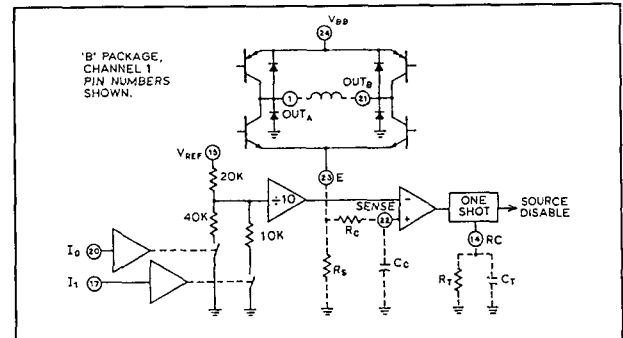 'B' PACKAGE,
CHANNEL 1
PIN NUMBERS
SHOWN.
VBB
24
OUTB
1
21
OUTA
VREF 15
20K
23 E
÷10
SENSE
22
−
+
ONE
SHOT
SOURCE
DISABLE
40K
10K
RC
14 RC
I0 20
I1 17
RS
CC
RT
CT